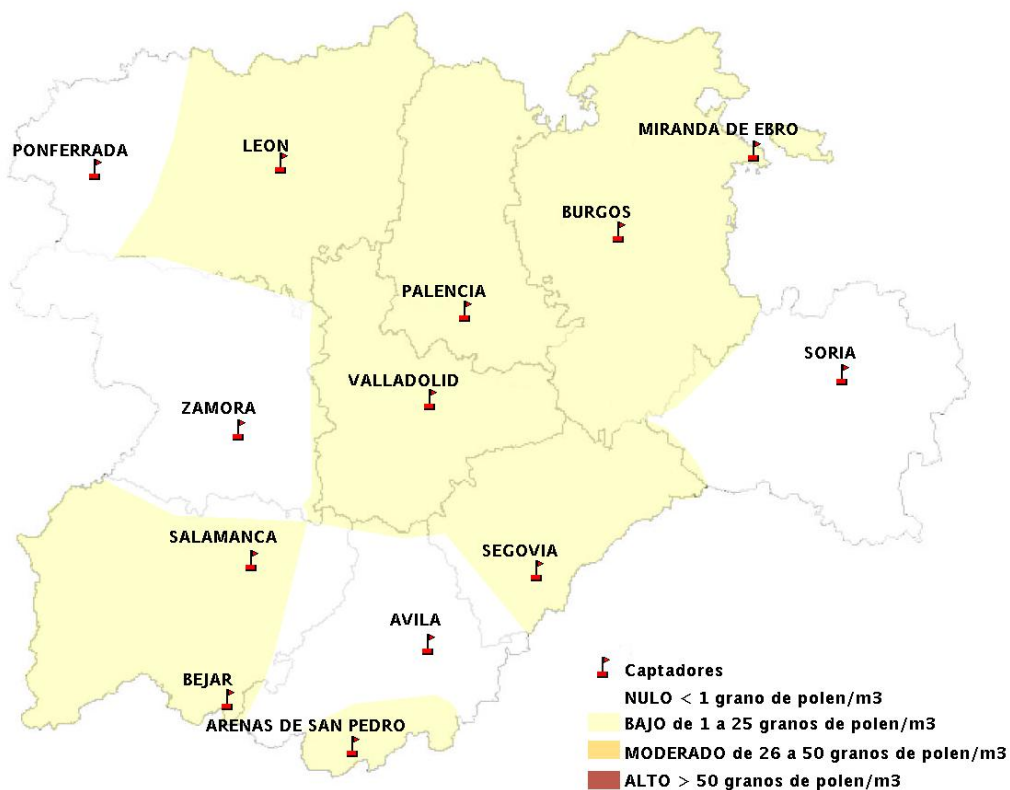 MIRANDA DE EBRO
PONFERRADA
LEON
BURGOS
PALENCIA
SORIA
VALLADOLID
ZAMORA
SALAMANCA
SEGOVIA
AVILA
BEJAR
ARENAS DE SAN PEDRO
Captadores
NULO < 1 grano de polen/m3
BAJO de 1 a 25 granos de polen/m3
MODERADO de 26 a 50 granos de polen/m3
ALTO > 50 granos de polen/m3